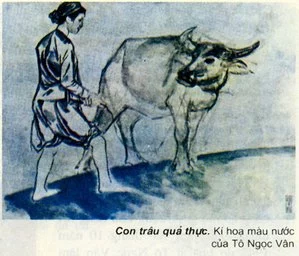 Con trâu quả thực. Kí hoạ màu nước
của Tô Ngọc Vân